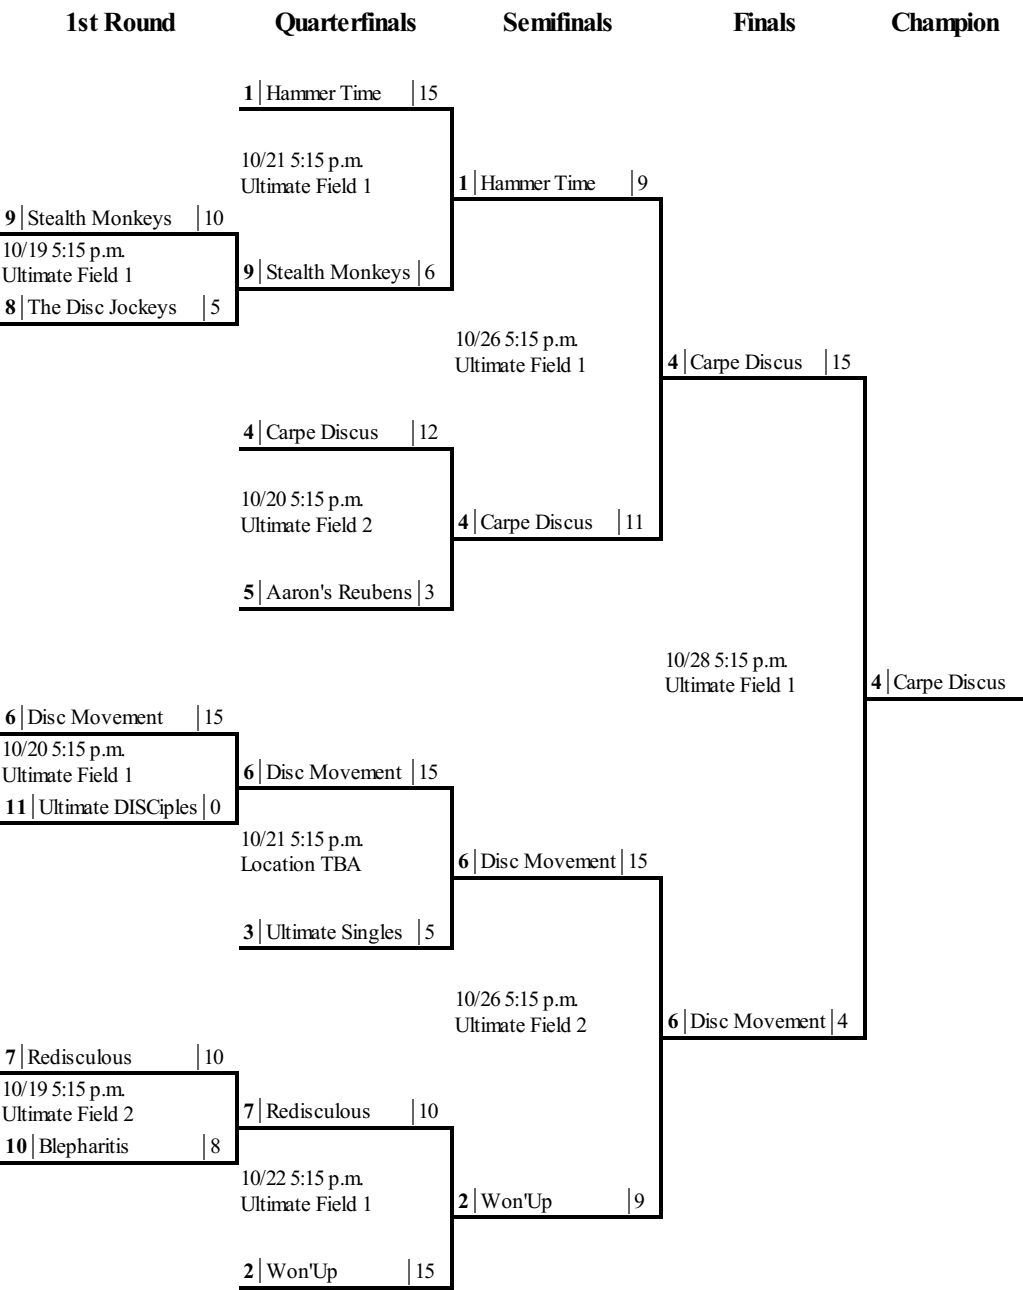 1st Round Quarterfinals Semifinals Finals Champion
1 Hammer Time 15
10/21 5:15 p.m.
Ultimate Field 1
1 Hammer Time 9
9 Stealth Monkeys 10
10/19 5:15 p.m.
Ultimate Field 1
9 Stealth Monkeys 6
8 The Disc Jockeys 5
10/26 5:15 p.m.
Ultimate Field 1
4 Carpe Discus 15
4 Carpe Discus 12
10/20 5:15 p.m.
Ultimate Field 2
4 Carpe Discus 11
5 Aaron's Reubens 3
10/28 5:15 p.m.
Ultimate Field 1
4 Carpe Discus
6 Disc Movement 15
10/20 5:15 p.m.
Ultimate Field 1
6 Disc Movement 15
11 Ultimate DISCiples 0
10/21 5:15 p.m.
Location TBA
6 Disc Movement 15
3 Ultimate Singles 5
10/26 5:15 p.m.
Ultimate Field 2
6 Disc Movement 4
7 Redisculous 10
10/19 5:15 p.m.
Ultimate Field 2
7 Redisculous 10
10 Blepharitis 8
10/22 5:15 p.m.
Ultimate Field 1
2 Won'Up 9
2 Won'Up 15